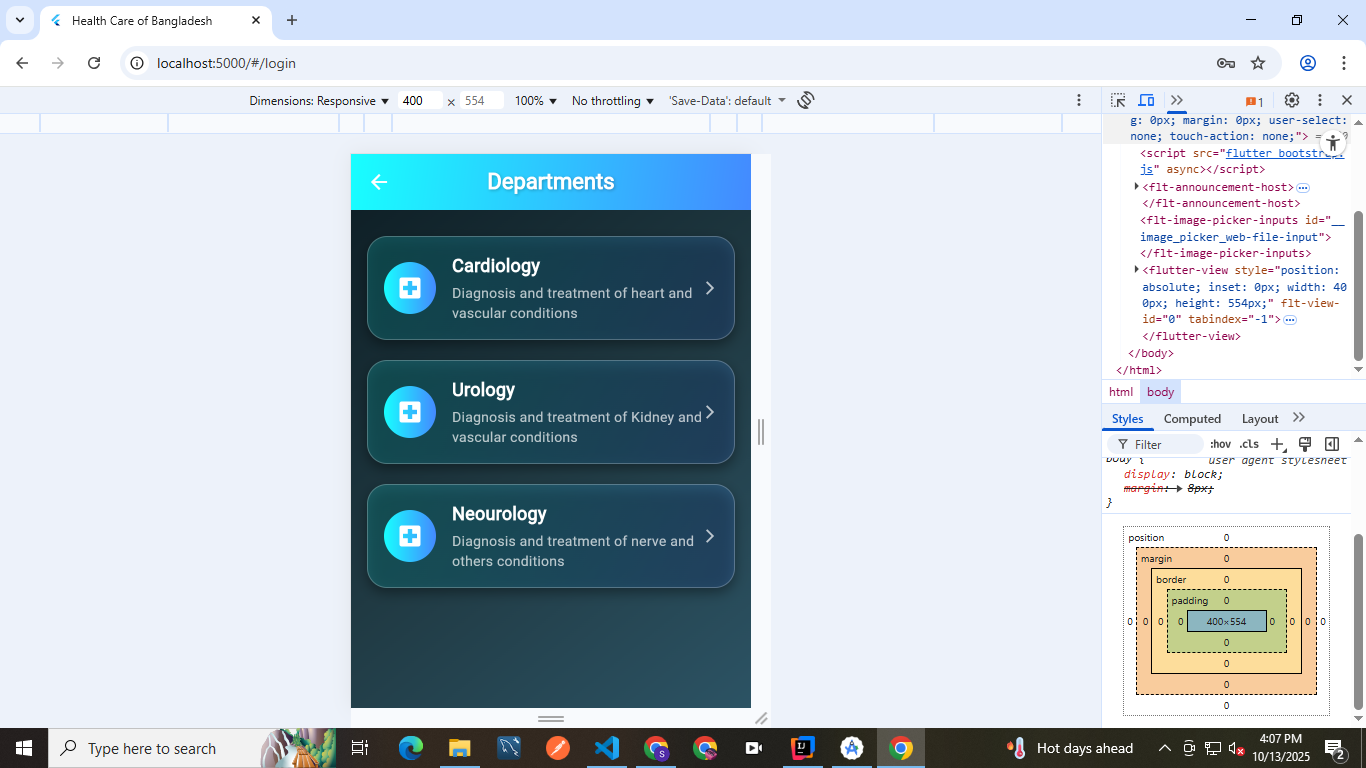 Health Care of Bangladesh
localhost:5000/#/login
Dimensions: Responsive 400 × 554 100% No throttling 'Save-Data': default
1
Departments
Cardiology
Diagnosis and treatment of heart and
vascular conditions
Urology
Diagnosis and treatment of Kidney and
vascular conditions
Neourology
Diagnosis and treatment of nerve and
others conditions
g: 0px; margin: 0px; user-select:
none; touch-action: none;"> ==
<script src="flutter_bootstrap.
js" async></script>
<flt-announcement-host>
</flt-announcement-host>
<flt-image-picker-inputs id="__
image_picker_web-file-input">
</flt-image-picker-inputs>
<flutter-view style="position:
absolute; inset: 0px; width: 40
0px; height: 554px;" flt-view-
id="0" tabindex="-1">
</flutter-view>
</body>
</html>
html body
Styles Computed Layout
Filter :hov .cls
body { user agent stylesheet
display: block;
margin: 8px;
}
position 0
margin 0
border 0
padding 0
0 0 0 0 400×554 0 0 0 0
0
0
0
0
Type here to search
Hot days ahead
4:07 PM
10/13/2025
2